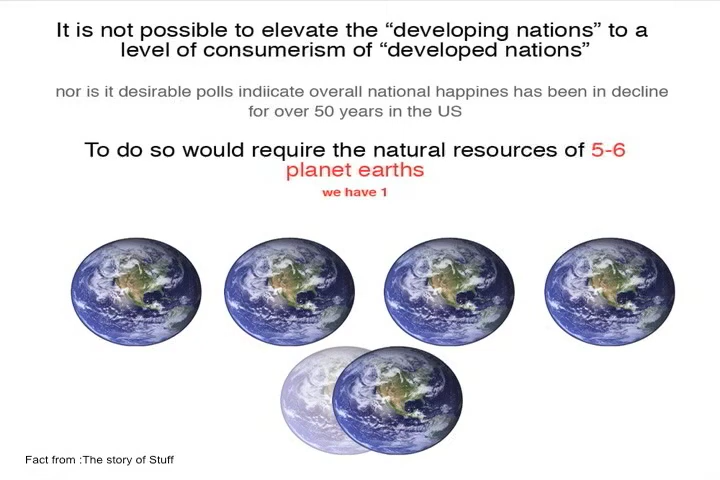 It is not possible to elevate the “developing nations” to a
level of consumerism of “developed nations”
nor is it desirable polls indiicate overall national happines has been in decline
for over 50 years in the US
To do so would require the natural resources of 5-6
planet earths
we have 1
Fact from :The story of Stuff